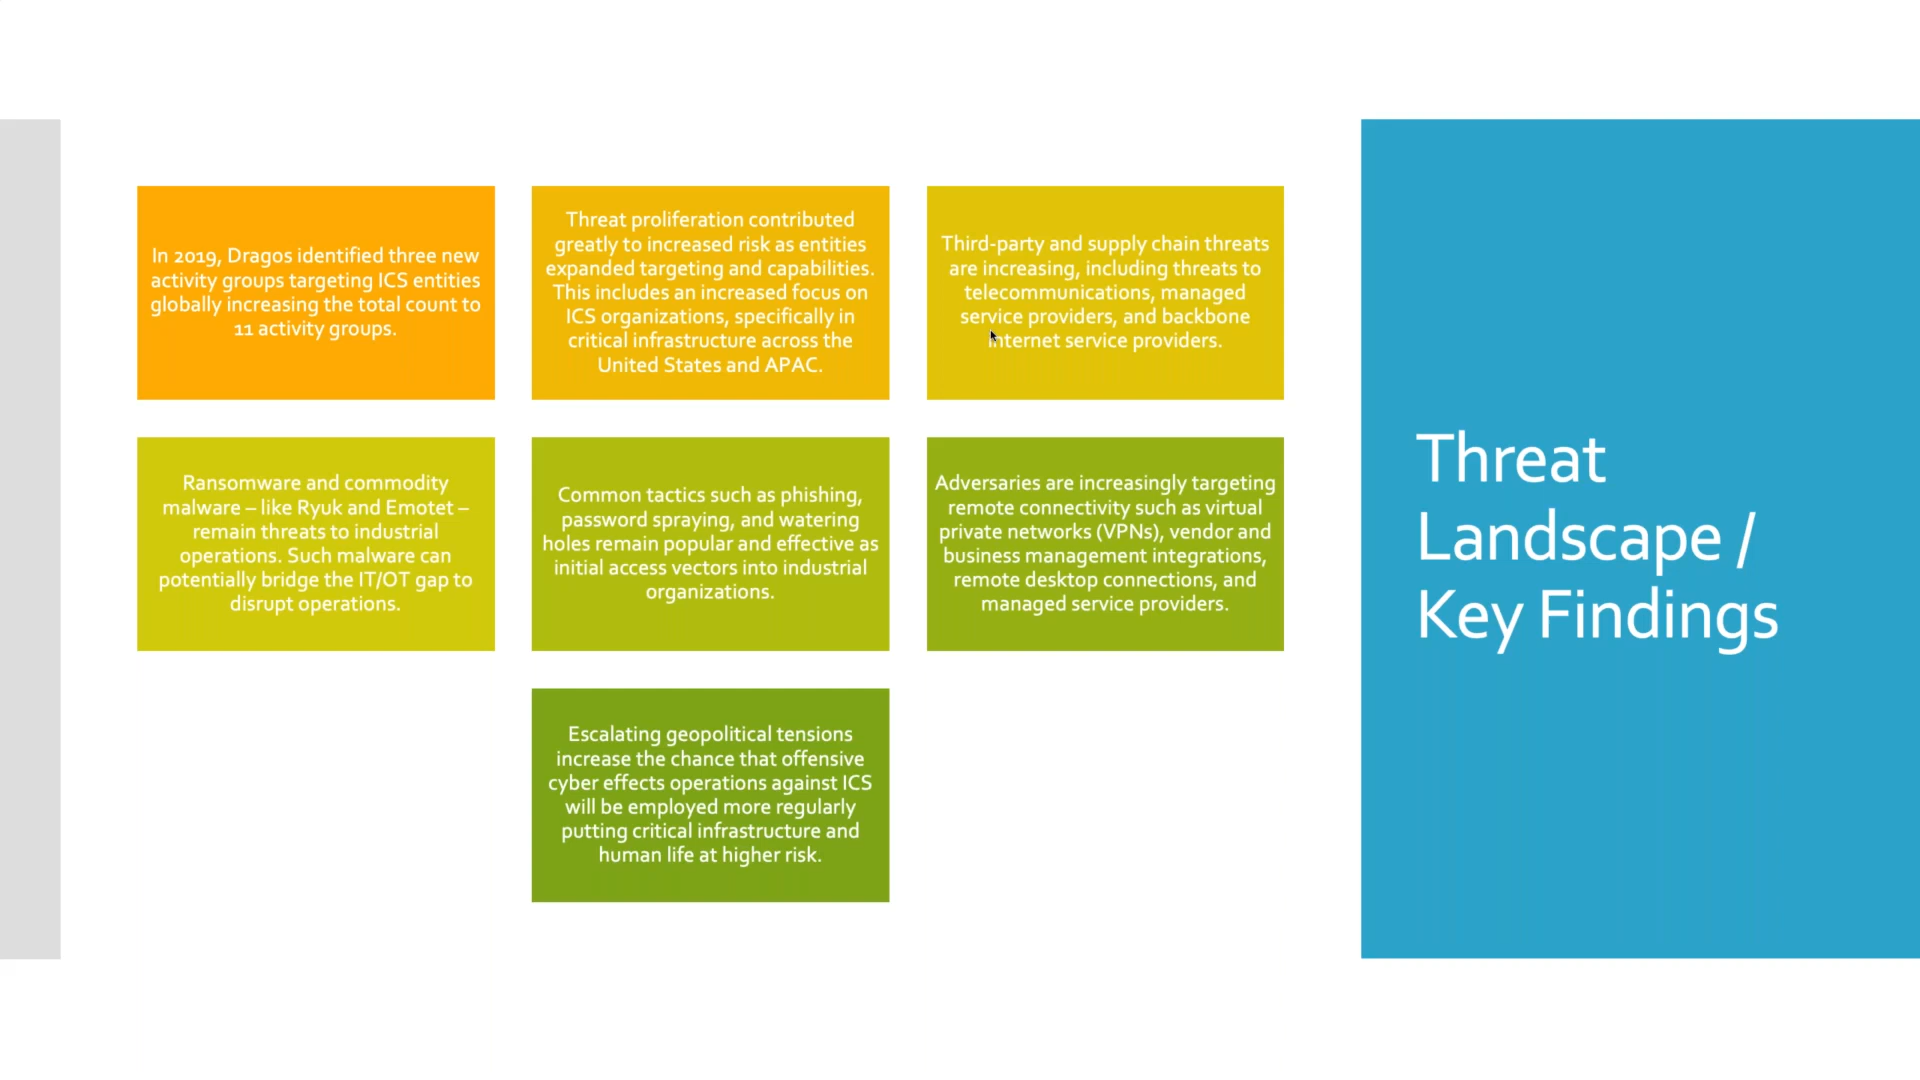 In 2019, Dragos identified three new
activity groups targeting ICS entities
globally increasing the total count to
11 activity groups.
Threat proliferation contributed
greatly to increased risk as entities
expanded targeting and capabilities.
This includes an increased focus on
ICS organizations, specifically in
critical infrastructure across the
United States and APAC.
Third-party and supply chain threats
are increasing, including threats to
telecommunications, managed
service providers, and backbone
internet service providers.
Ransomware and commodity
malware – like Ryuk and Emotet –
remain threats to industrial
operations. Such malware can
potentially bridge the IT/OT gap to
disrupt operations.
Common tactics such as phishing,
password spraying, and watering
holes remain popular and effective as
initial access vectors into industrial
organizations.
Adversaries are increasingly targeting
remote connectivity such as virtual
private networks (VPNs), vendor and
business management integrations,
remote desktop connections, and
managed service providers.
Escalating geopolitical tensions
increase the chance that offensive
cyber effects operations against ICS
will be employed more regularly
putting critical infrastructure and
human life at higher risk.
Threat
Landscape /
Key Findings